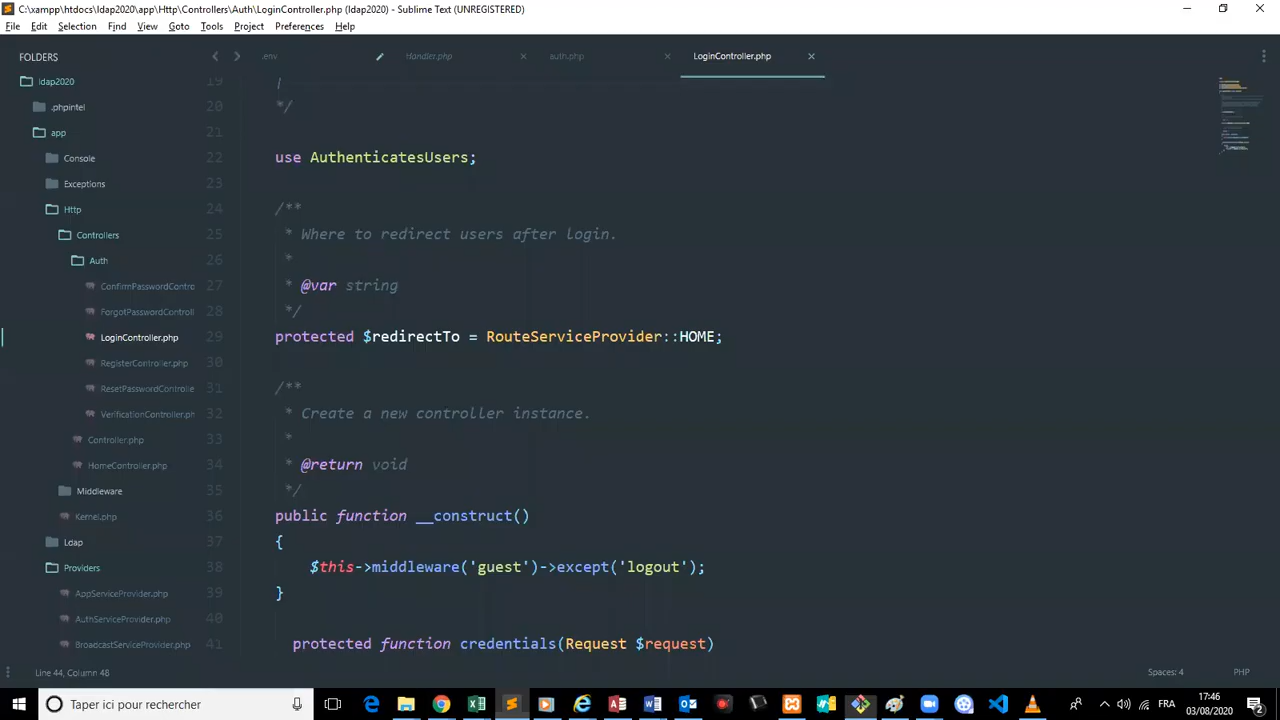 C:\xampp\htdocs\ldap2020\app\Http\Controllers\Auth\LoginController.php (ldap2020) - Sublime Text (UNREGISTERED)
File Edit Selection Find View Goto Tools Project Preferences Help
FOLDERS
.env
Handler.php
auth.php
LoginController.php
ldap2020
.phpintel
app
Console
Exceptions
Http
Controllers
Auth
ConfirmPasswordContro
ForgotPasswordControll
LoginController.php
RegisterController.php
ResetPasswordControlle
VerificationController.ph
Controller.php
HomeController.php
Middleware
Kernel.php
Ldap
Providers
AppServiceProvider.php
AuthServiceProvider.php
BroadcastServiceProvider.php
19 |
20 */
21
22 use AuthenticatesUsers;
23
24 /**
25 * Where to redirect users after login.
26 *
27 * @var string
28 */
29 protected $redirectTo = RouteServiceProvider::HOME;
30
31 /**
32 * Create a new controller instance.
33 *
34 * @return void
35 */
36 public function __construct()
37 {
38 $this->middleware('guest')->except('logout');
39 }
40
41 protected function credentials(Request $request)
Line 44, Column 48
Spaces: 4
PHP
Taper ici pour rechercher
FRA
17:46
03/08/2020
2